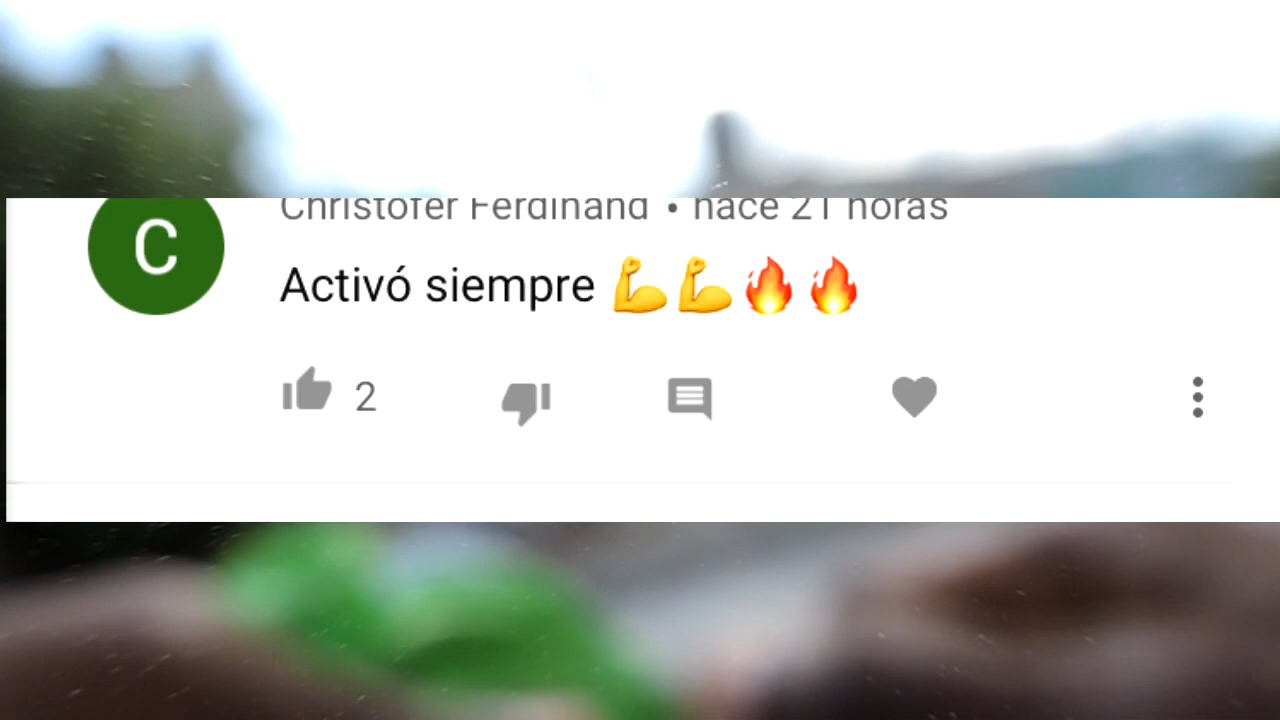 C
Christofer Ferdinand • hace 21 horas
Activó siempre 💪💪🔥🔥
2